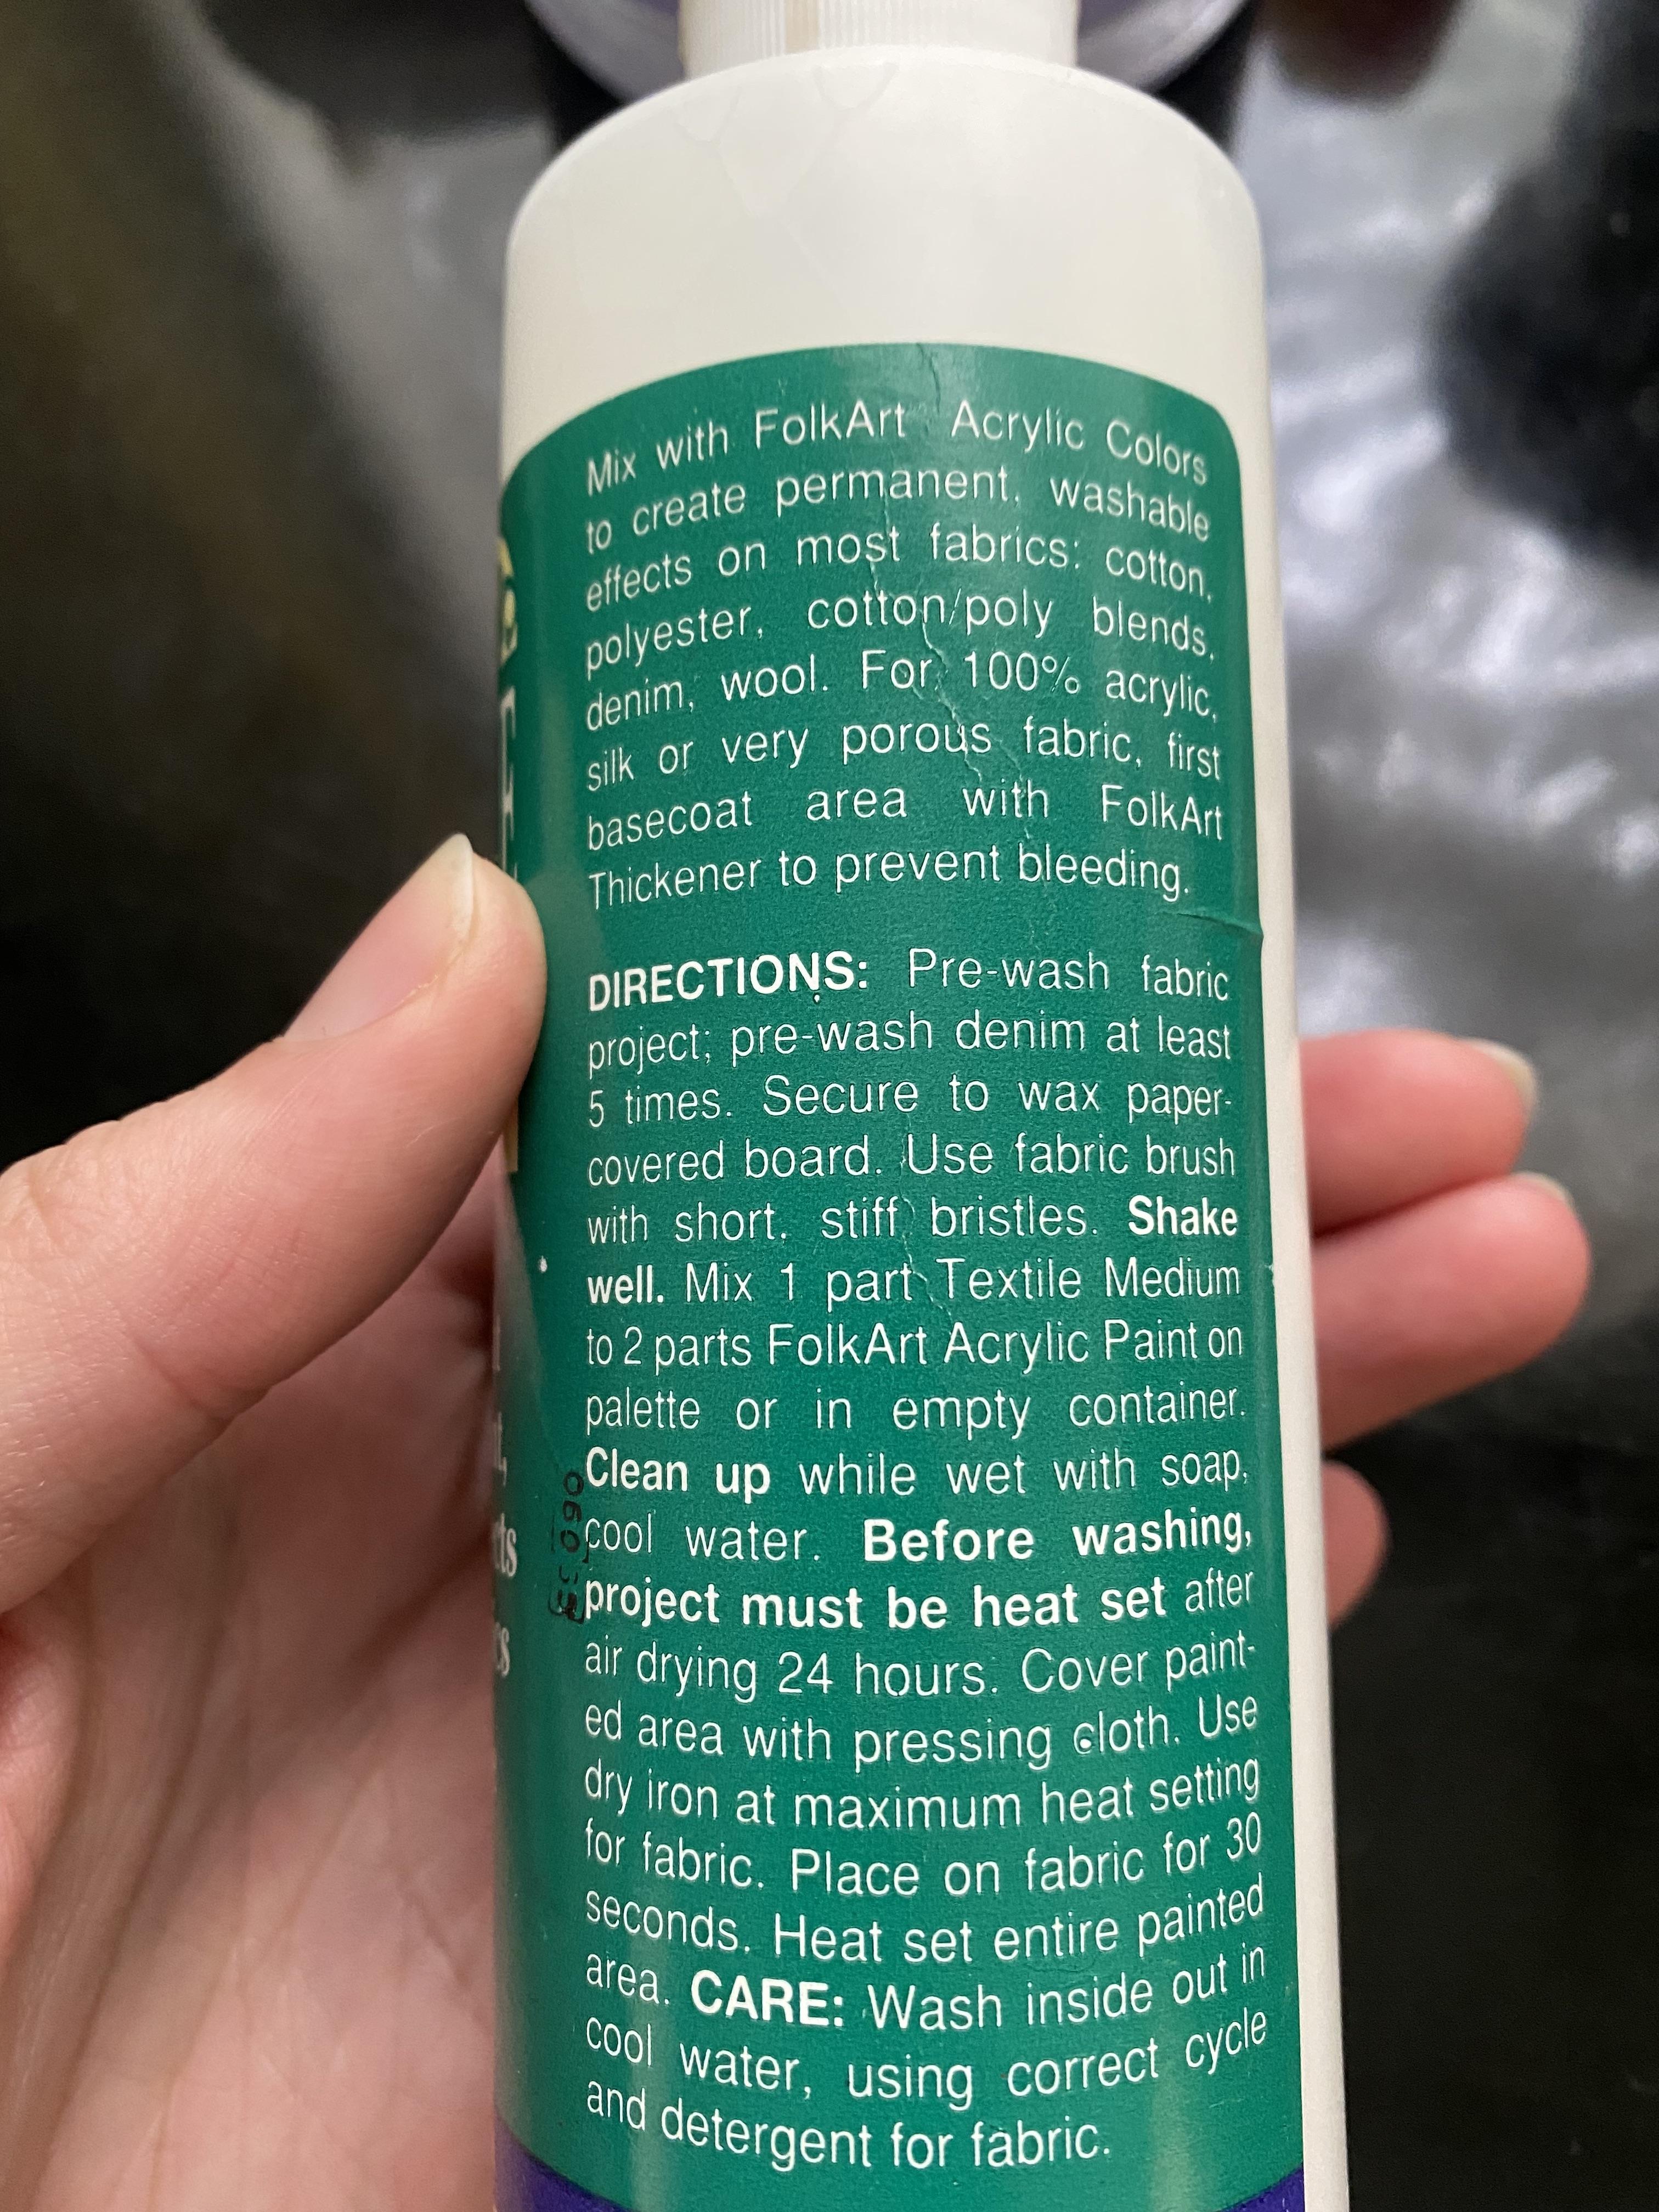 Mix with FolkArt Acrylic Colors
to create permanent, washable
effects on most fabrics: cotton,
polyester, cotton/poly blends,
denim, wool. For 100% acrylic,
silk or very porous fabric, first
basecoat area with FolkArt
Thickener to prevent bleeding.
DIRECTIONS: Pre-wash fabric
project; pre-wash denim at least
5 times. Secure to wax paper-
covered board. Use fabric brush
with short, stiff bristles. Shake
well. Mix 1 part Textile Medium
to 2 parts FolkArt Acrylic Paint on
palette or in empty container.
Clean up while wet with soap,
cool water. Before washing,
project must be heat set after
air drying 24 hours. Cover paint-
ed area with pressing cloth. Use
dry iron at maximum heat setting
for fabric. Place on fabric for 30
seconds. Heat set entire painted
area. CARE: Wash inside out in
cool water, using correct cycle
and detergent for fabric.